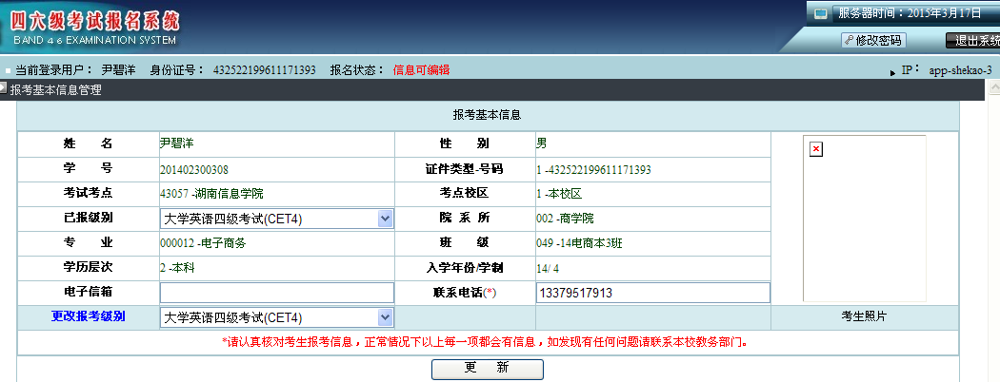 四六级考试报名系统
BAND 4 6 EXAMINATION SYSTEM
服务器时间：2015年3月17日
修改密码 退出系统
当前登录用户： 尹碧洋 身份证号： 432522199611171393 报名状态： 信息可编辑 IP： app-shekao-3
报考基本信息管理
报考基本信息
姓 名 尹碧洋 性 别 男
学 号 201402300308 证件类型-号码 1 -432522199611171393
考试考点 43057 -湖南信息学院 考点校区 1 -本校区
已报级别 大学英语四级考试(CET4) 院 系 所 002 -商学院
专 业 000012 -电子商务 班 级 049 -14电商本3班
学历层次 2 -本科 入学年份/学制 14/ 4
电子信箱 联系电话(*) 13379517913
更改报考级别 大学英语四级考试(CET4) 考生照片
*请认真核对考生报考信息，正常情况下以上每一项都会有信息，如发现有任何问题请联系本校教务部门。
更 新